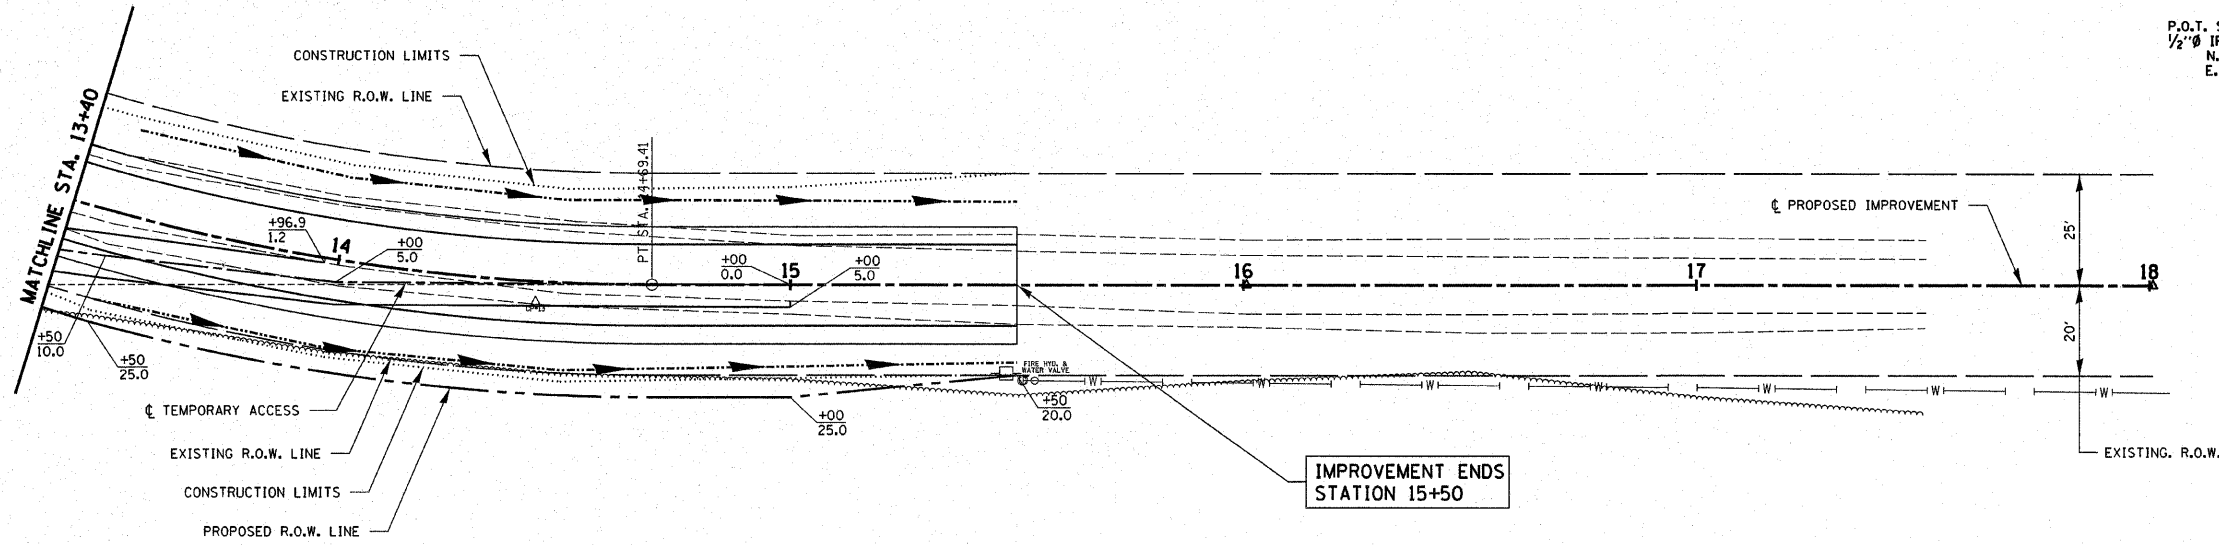 P.O.T.
1/2"Ø
N.
E.
CONSTRUCTION LIMITS
EXISTING R.O.W. LINE
MATCHLINE STA. 13+40
PT STA. 14+69.41
℄ PROPOSED IMPROVEMENT
25'
+96.9
1.2
14
+00
5.0
+00
0.0
15
+00
5.0
16
17
18
+50
10.0
+50
25.0
20'
FIRE HYD. &
WATER VALVE
W
W
W
W
W
W
W
+50
20.0
+00
25.0
℄ TEMPORARY ACCESS
EXISTING R.O.W. LINE
CONSTRUCTION LIMITS
PROPOSED R.O.W. LINE
EXISTING. R.O.W.
IMPROVEMENT ENDS
STATION 15+50